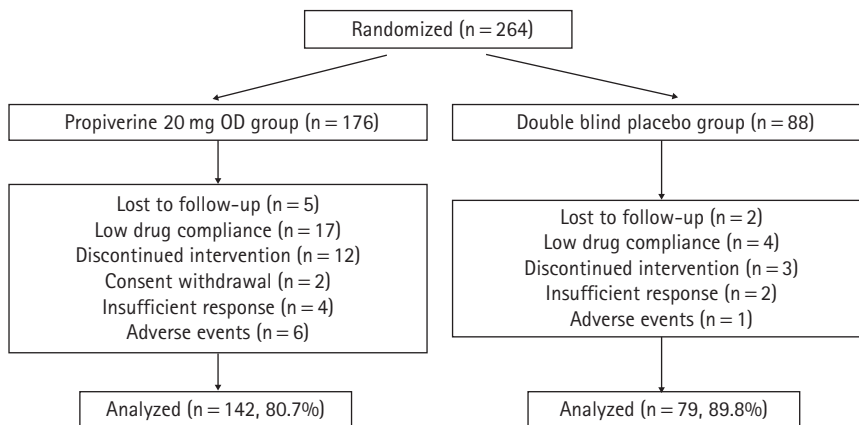 Randomized (n = 264)
Propiverine 20 mg OD group (n = 176)
Double blind placebo group (n = 88)
Lost to follow-up (n = 5)
Low drug compliance (n = 17)
Discontinued intervention (n = 12)
Consent withdrawal (n = 2)
Insufficient response (n = 4)
Adverse events (n = 6)
Lost to follow-up (n = 2)
Low drug compliance (n = 4)
Discontinued intervention (n = 3)
Insufficient response (n = 2)
Adverse events (n = 1)
Analyzed (n = 142, 80.7%)
Analyzed (n = 79, 89.8%)